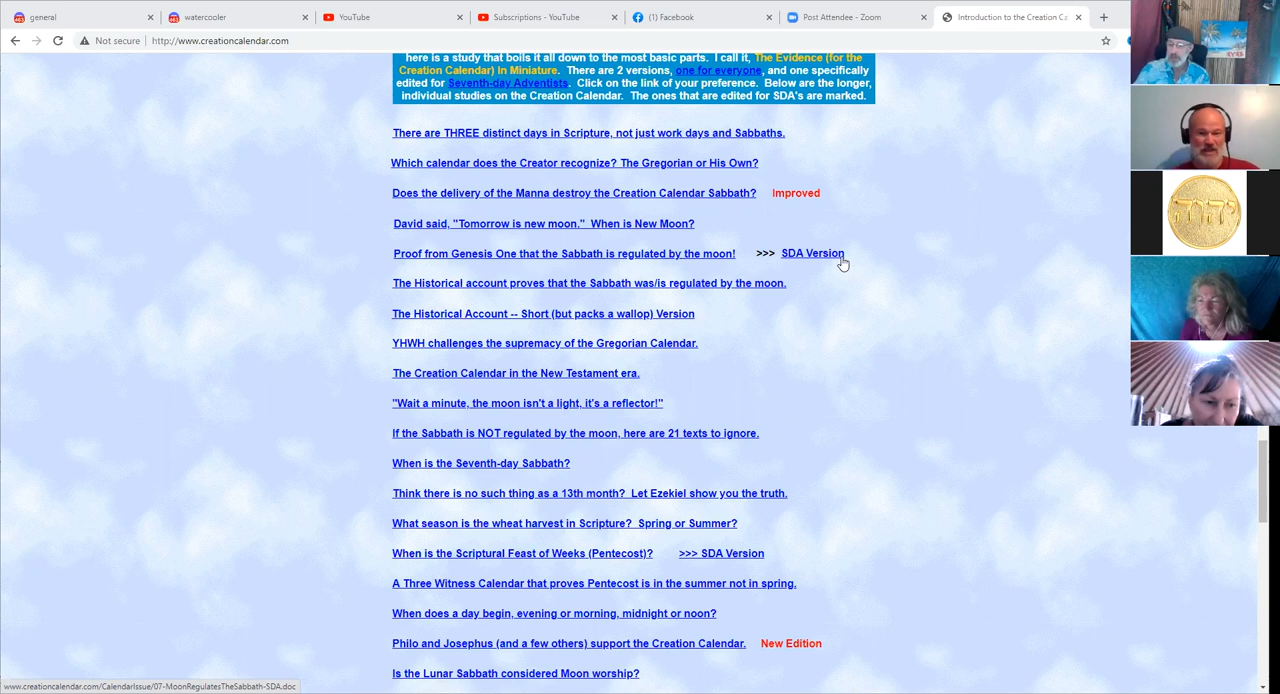 general
watercooler
YouTube
Subscriptions - YouTube
(1) Facebook
Post Attendee - Zoom
Introduction to the Creation Ca
Not secure | http://www.creationcalendar.com
EYES
here is a study that boils it all down to the most basic parts. I call it, The Evidence (for the
Creation Calendar) In Miniature. There are 2 versions, one for everyone, and one specifically
edited for Seventh-day Adventists. Click on the link of your preference. Below are the longer,
individual studies on the Creation Calendar. The ones that are edited for SDA's are marked.
There are THREE distinct days in Scripture, not just work days and Sabbaths.
Which calendar does the Creator recognize? The Gregorian or His Own?
Does the delivery of the Manna destroy the Creation Calendar Sabbath? Improved
David said, "Tomorrow is new moon." When is New Moon?
Proof from Genesis One that the Sabbath is regulated by the moon! >>> SDA Version
The Historical account proves that the Sabbath was/is regulated by the moon.
The Historical Account -- Short (but packs a wallop) Version
YHWH challenges the supremacy of the Gregorian Calendar.
The Creation Calendar in the New Testament era.
"Wait a minute, the moon isn't a light, it's a reflector!"
If the Sabbath is NOT regulated by the moon, here are 21 texts to ignore.
When is the Seventh-day Sabbath?
Think there is no such thing as a 13th month? Let Ezekiel show you the truth.
What season is the wheat harvest in Scripture? Spring or Summer?
When is the Scriptural Feast of Weeks (Pentecost)? >>> SDA Version
A Three Witness Calendar that proves Pentecost is in the summer not in spring.
When does a day begin, evening or morning, midnight or noon?
Philo and Josephus (and a few others) support the Creation Calendar. New Edition
Is the Lunar Sabbath considered Moon worship?
www.creationcalendar.com/CalendarIssue/07-MoonRegulatesTheSabbath-SDA.doc